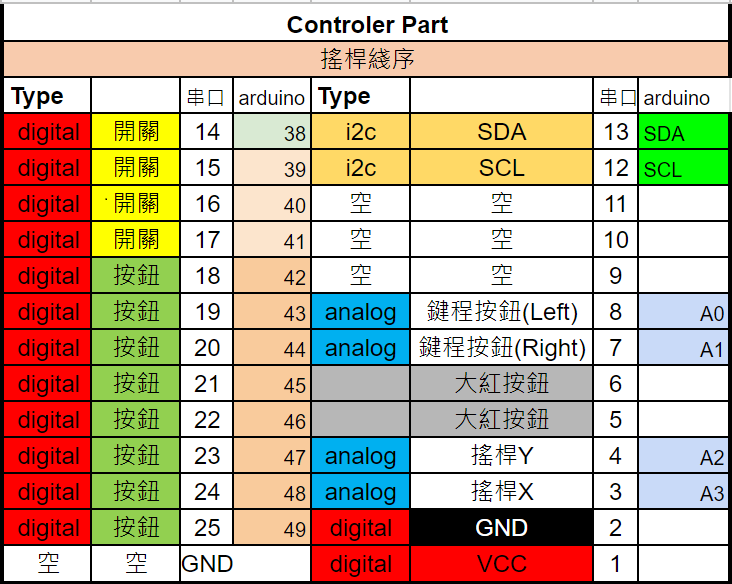 Controler Part
搖桿綫序
Type 串口 arduino Type 串口 arduino
digital 開關 14 38 i2c SDA 13 SDA
digital 開關 15 39 i2c SCL 12 SCL
digital 開關 16 40 空 空 11
digital 開關 17 41 空 空 10
digital 按鈕 18 42 空 空 9
digital 按鈕 19 43 analog 鍵程按鈕(Left) 8 A0
digital 按鈕 20 44 analog 鍵程按鈕(Right) 7 A1
digital 按鈕 21 45 大紅按鈕 6
digital 按鈕 22 46 大紅按鈕 5
digital 按鈕 23 47 analog 搖桿Y 4 A2
digital 按鈕 24 48 analog 搖桿X 3 A3
digital 按鈕 25 49 digital GND 2
空 空 GND digital VCC 1